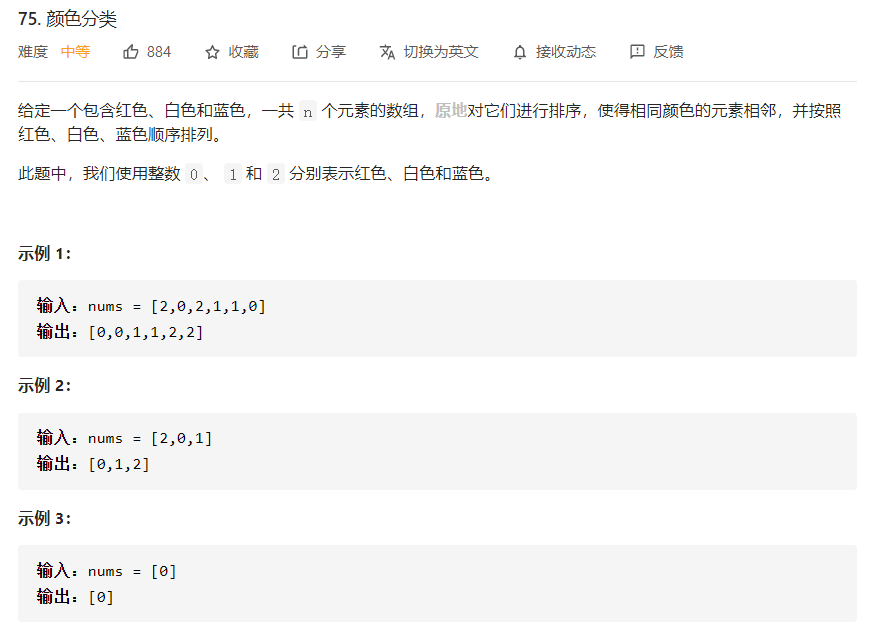 75. 颜色分类
难度 中等 884 收藏 分享 切换为英文 接收动态 反馈
给定一个包含红色、白色和蓝色，一共 n 个元素的数组，原地对它们进行排序，使得相同颜色的元素相邻，并按照
红色、白色、蓝色顺序排列。
此题中，我们使用整数 0 、 1 和 2 分别表示红色、白色和蓝色。
示例 1：
输入：nums = [2,0,2,1,1,0]
输出：[0,0,1,1,2,2]
示例 2：
输入：nums = [2,0,1]
输出：[0,1,2]
示例 3：
输入：nums = [0]
输出：[0]